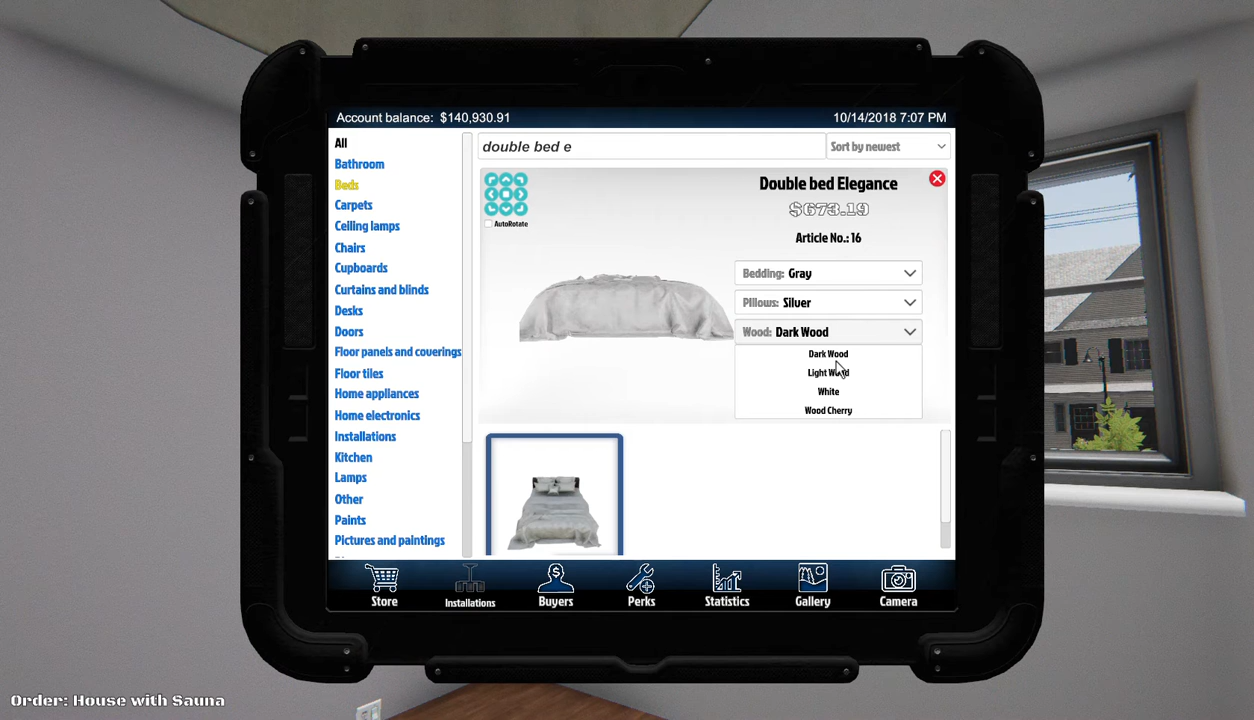 Account balance: $140,930.91
10/14/2018 7:07 PM
All
Bathroom
Beds
Carpets
Ceiling lamps
Chairs
Cupboards
Curtains and blinds
Desks
Doors
Floor panels and coverings
Floor tiles
Home appliances
Home electronics
Installations
Kitchen
Lamps
Other
Paints
Pictures and paintings
double bed e
Sort by newest
AutoRotate
Double bed Elegance
$673.19
Article No.: 16
Bedding: Gray
Pillows: Silver
Wood: Dark Wood
Dark Wood
Light Wood
White
Wood Cherry
Store
Installations
Buyers
Perks
Statistics
Gallery
Camera
Order: House with Sauna